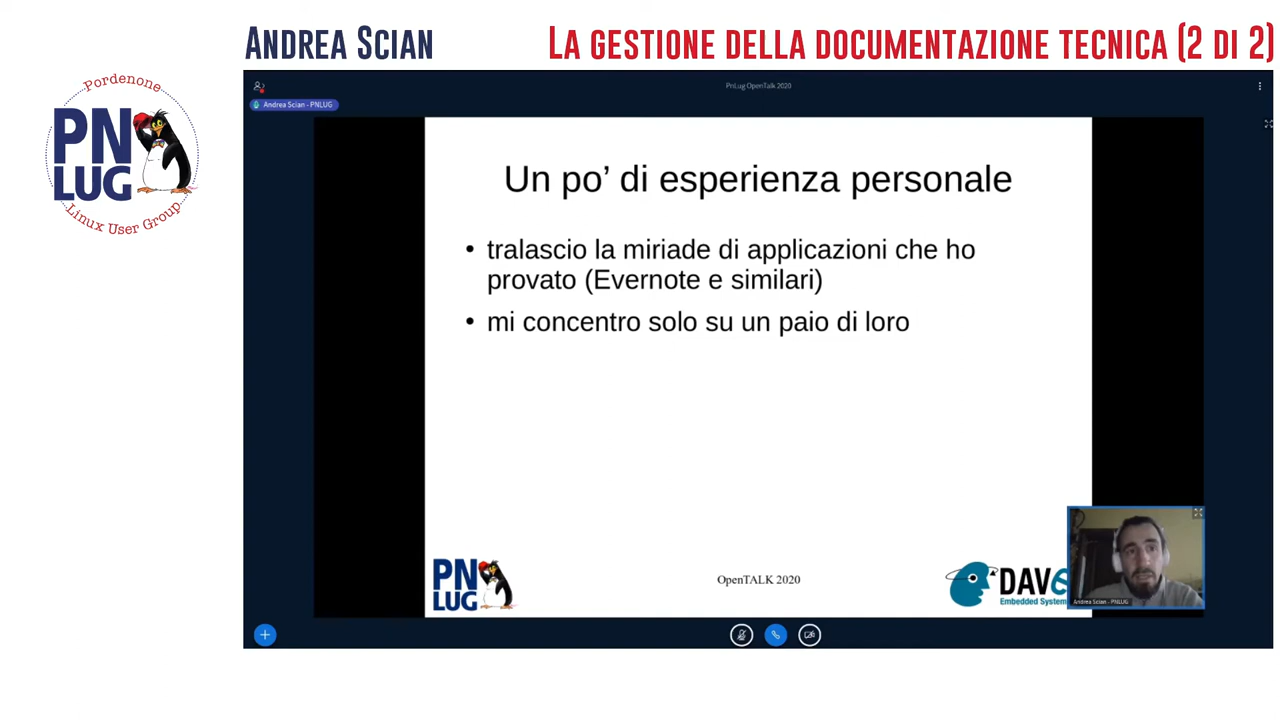 ANDREA SCIAN
LA GESTIONE DELLA DOCUMENTAZIONE TECNICA (2 DI 2)
Pordenone
PN
LUG
Linux User Group
PnLug OpenTalk 2020
Andrea Scian - PNLUG
Un po’ di esperienza personale
• tralascio la miriade di applicazioni che ho
provato (Evernote e similari)
• mi concentro solo su un paio di loro
PN
LUG
OpenTALK 2020
DAVE
Embedded System
Andrea Scian - PNLUG